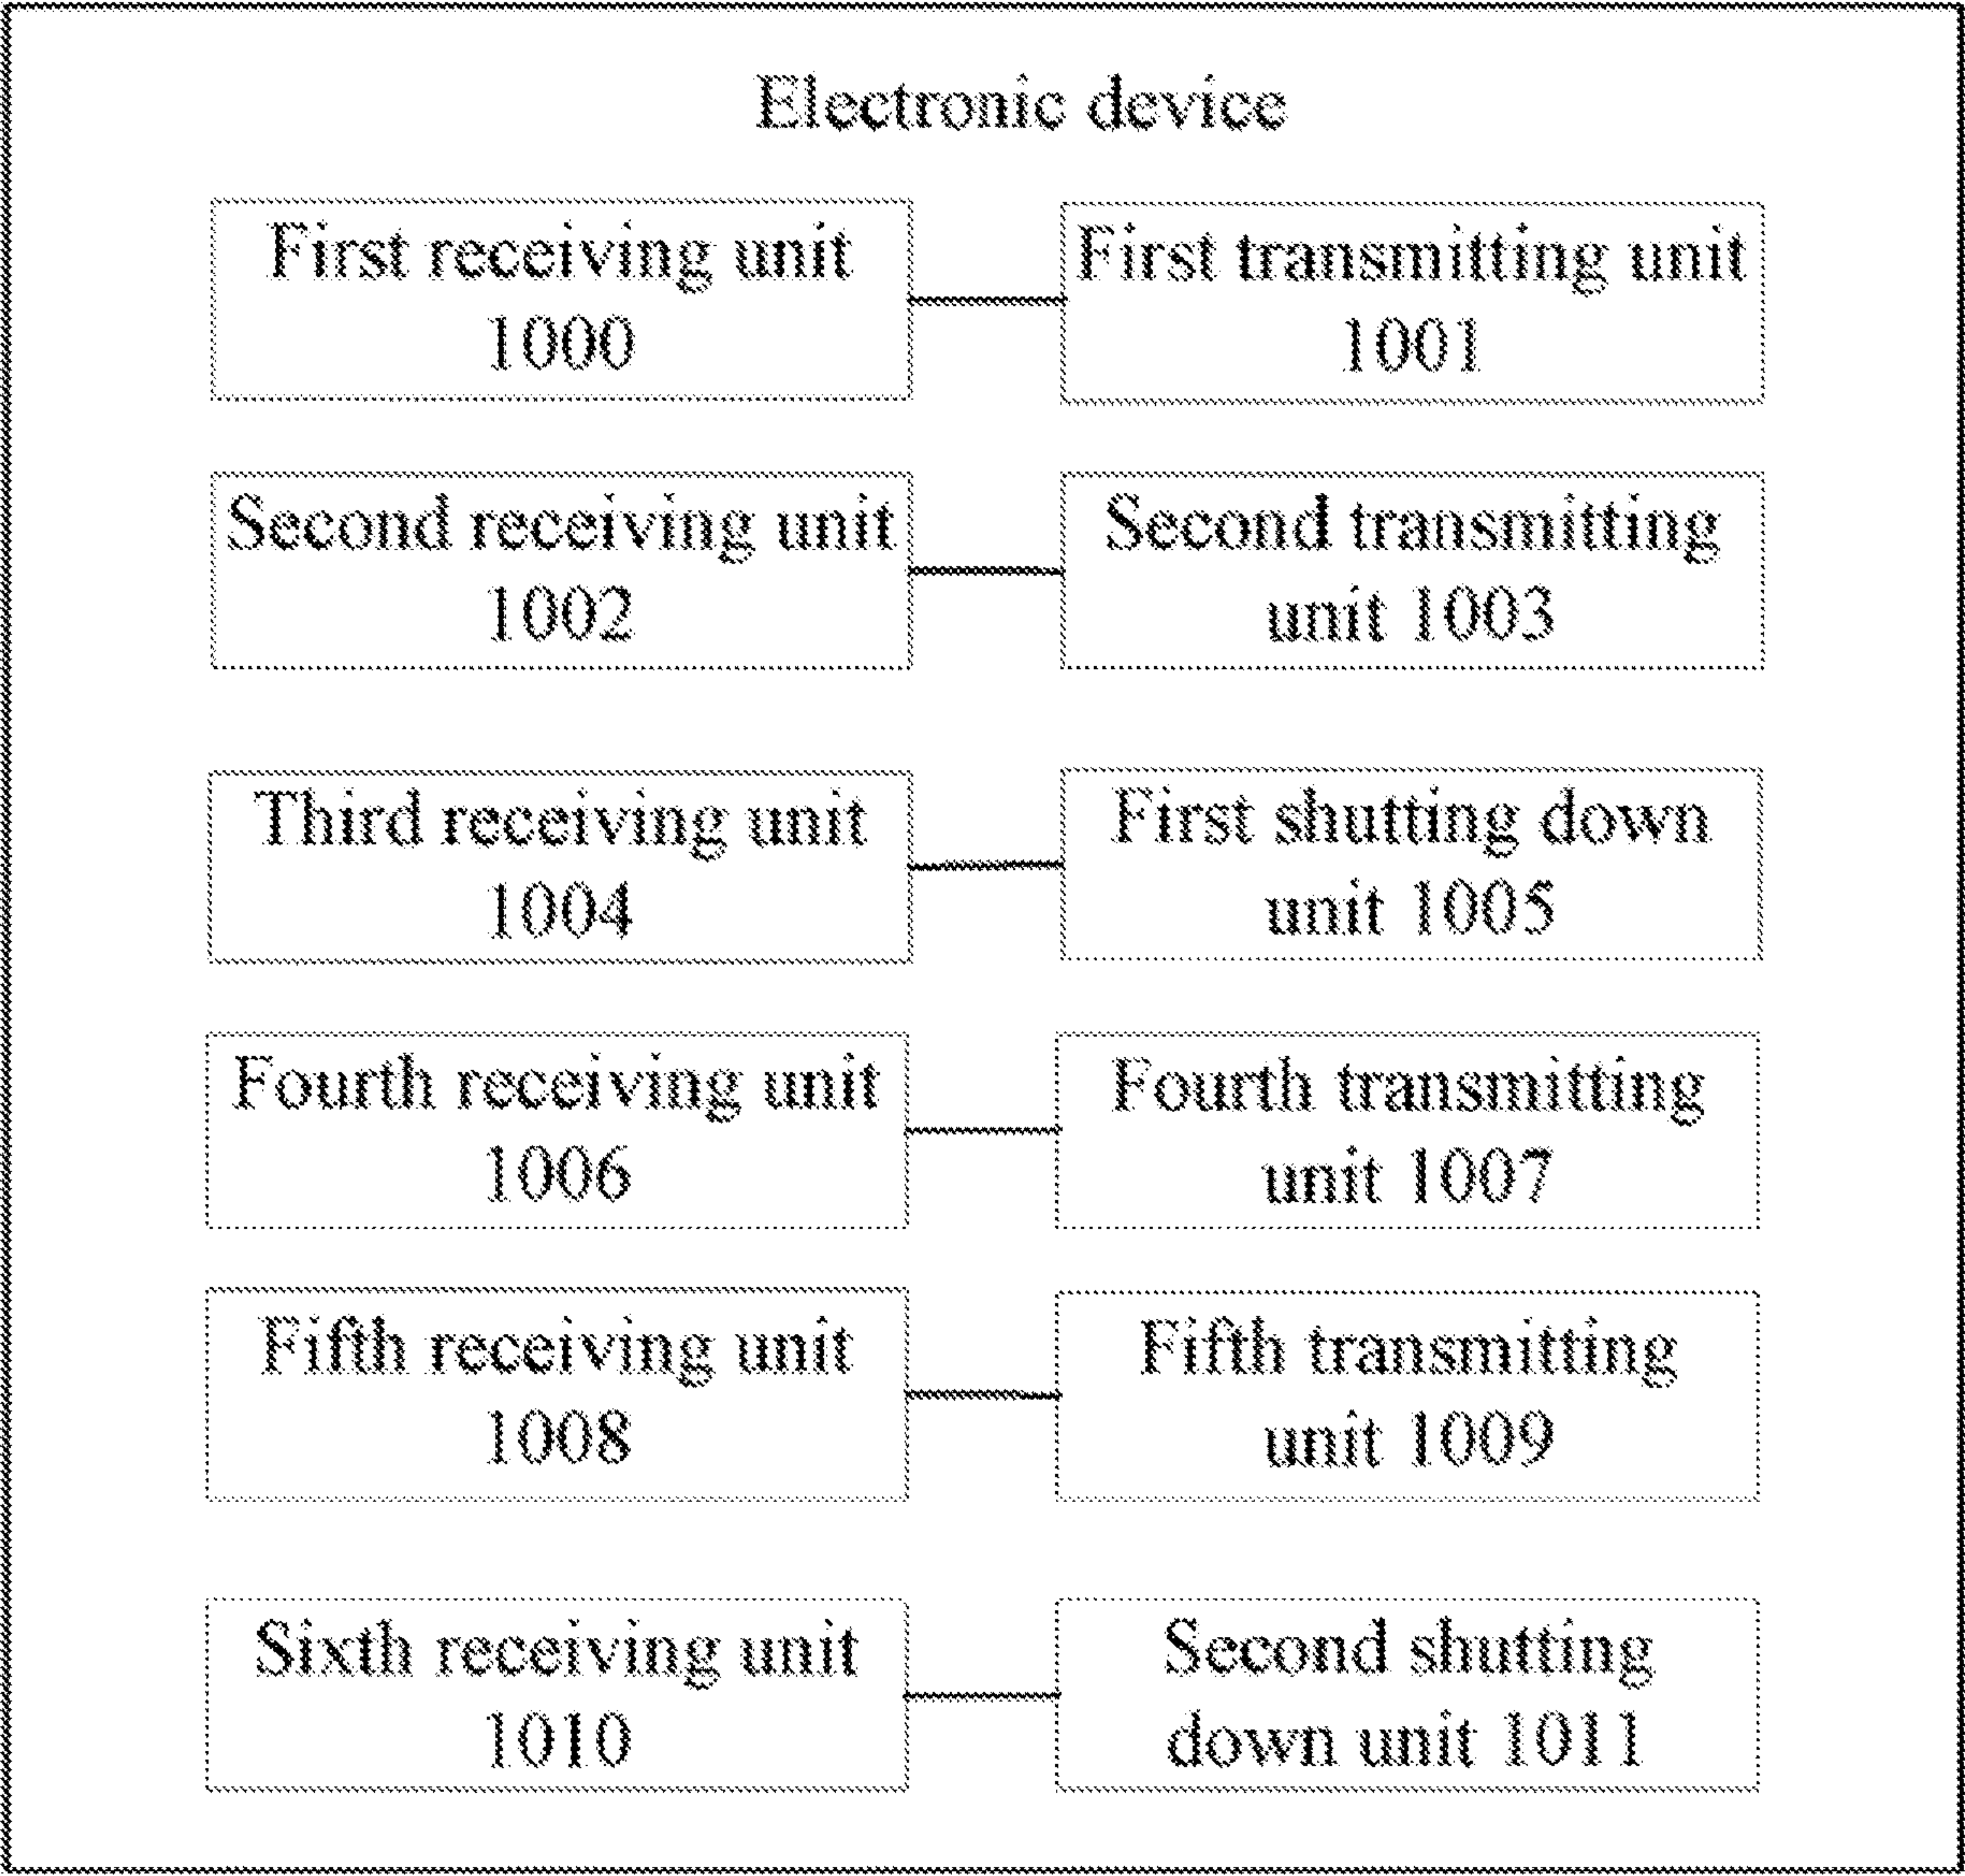 Electronic device
First receiving unit
1000
First transmitting unit
1001
Second receiving unit
1002
Second transmitting
unit 1003
Third receiving unit
1004
First shutting down
unit 1005
Fourth receiving unit
1006
Fourth transmitting
unit 1007
Fifth receiving unit
1008
Fifth transmitting
unit 1009
Sixth receiving unit
1010
Second shutting
down unit 1011